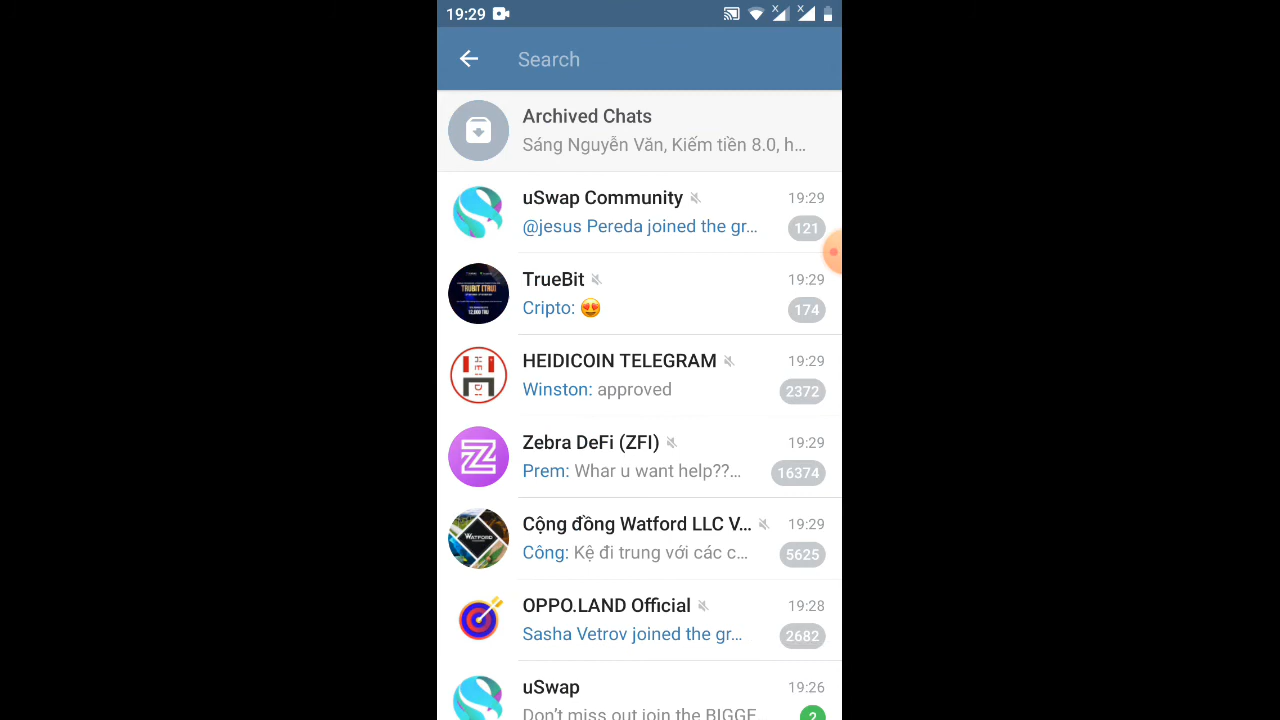 19:29
Search
Archived Chats
Sáng Nguyễn Văn, Kiếm tiền 8.0, h…
uSwap Community 19:29
@jesus Pereda joined the gr… 121
TrueBit 19:29
Cripto: 😍 174
HEIDICOIN TELEGRAM 19:29
Winston: approved 2372
Zebra DeFi (ZFI) 19:29
Prem: Whar u want help??… 16374
Cộng đồng Watford LLC V… 19:29
Công: Kệ đi trung với các c… 5625
WATFORD
OPPO.LAND Official 19:28
Sasha Vetrov joined the gr… 2682
uSwap 19:26
Don't miss out join the BIGGE… 2